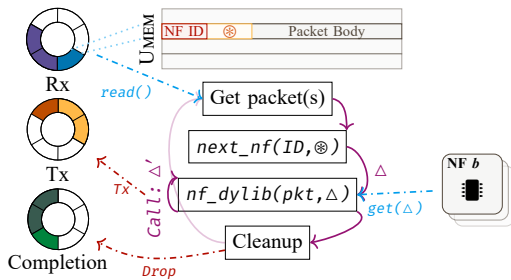 UMEM
NF ID ⊛ Packet Body
Rx
read()
Get packet(s)
next_nf(ID,⊛)
Tx
Tx
Call: △′
△
nf_dylib(pkt,△)
NF b
get(△)
Cleanup
Completion
Drop